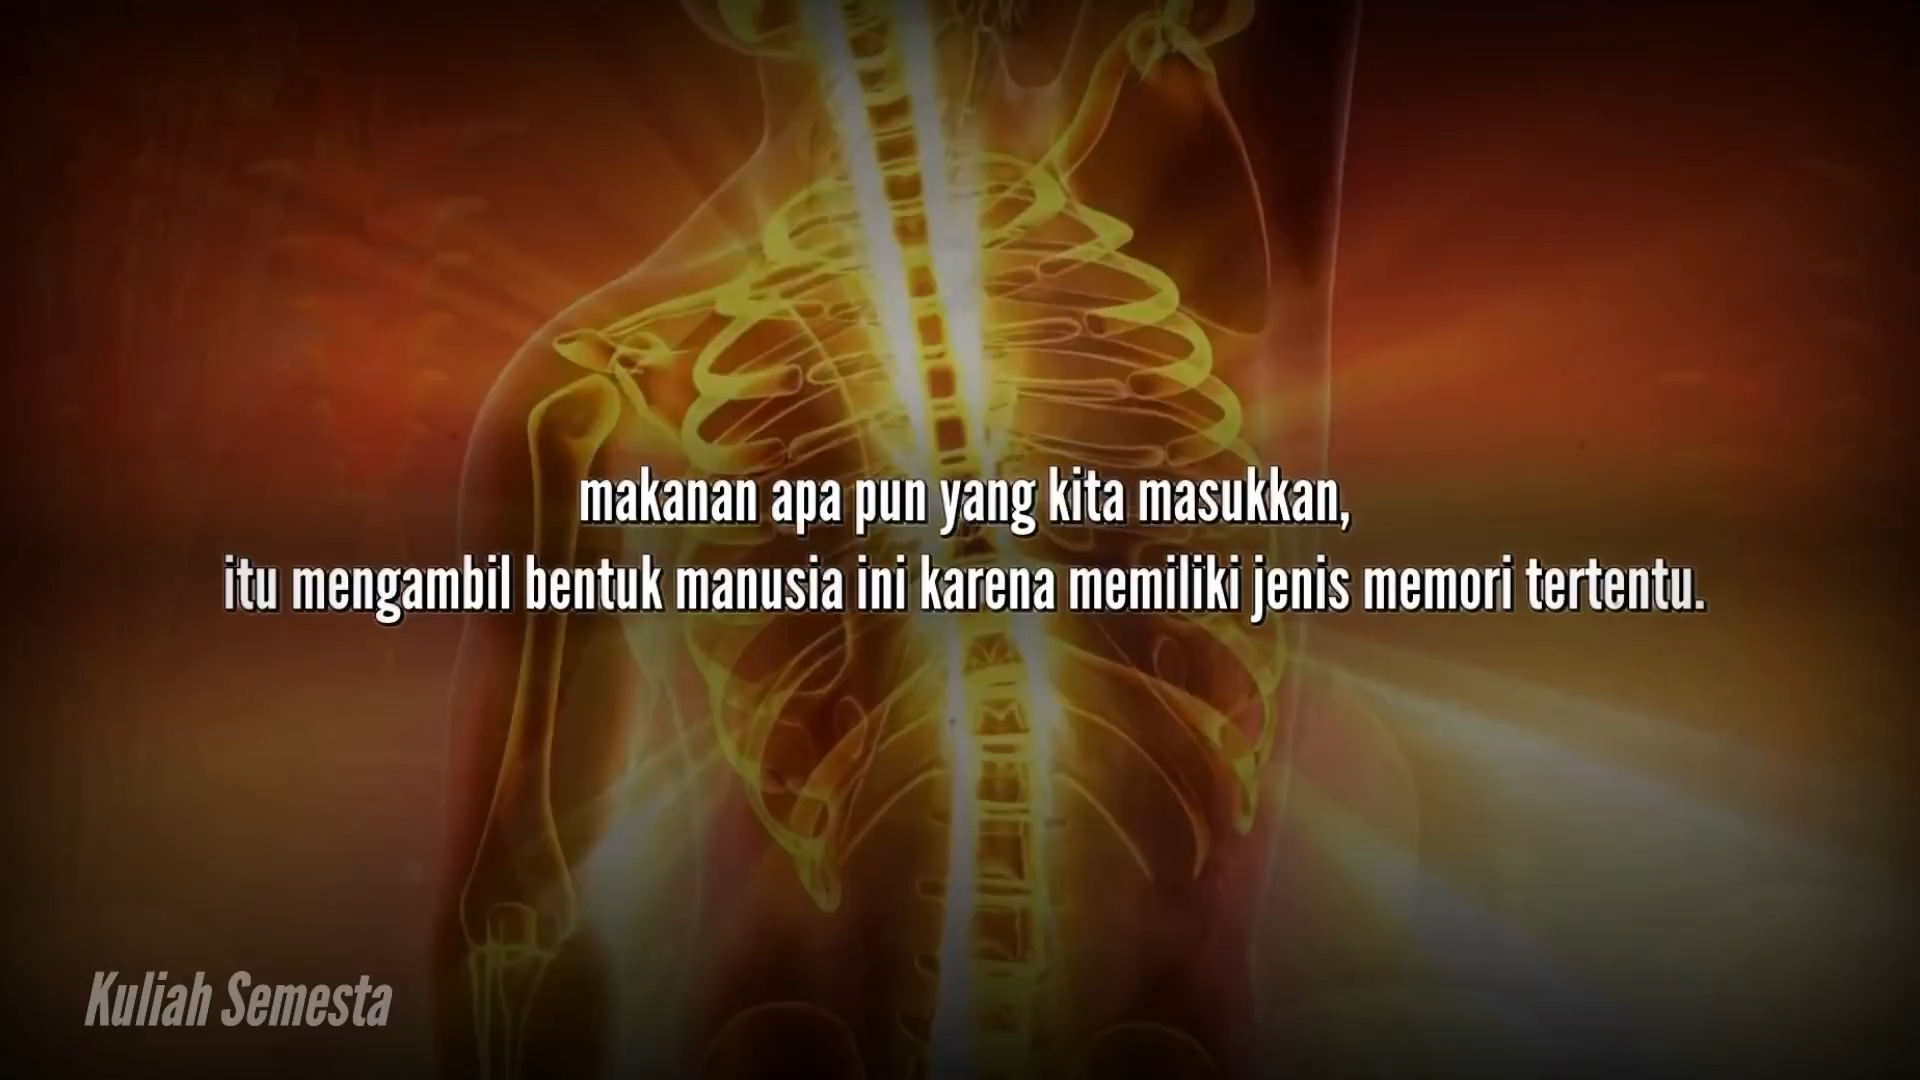 makanan apa pun yang kita masukkan,
itu mengambil bentuk manusia ini karena memiliki jenis memori tertentu.
Kuliah Semesta